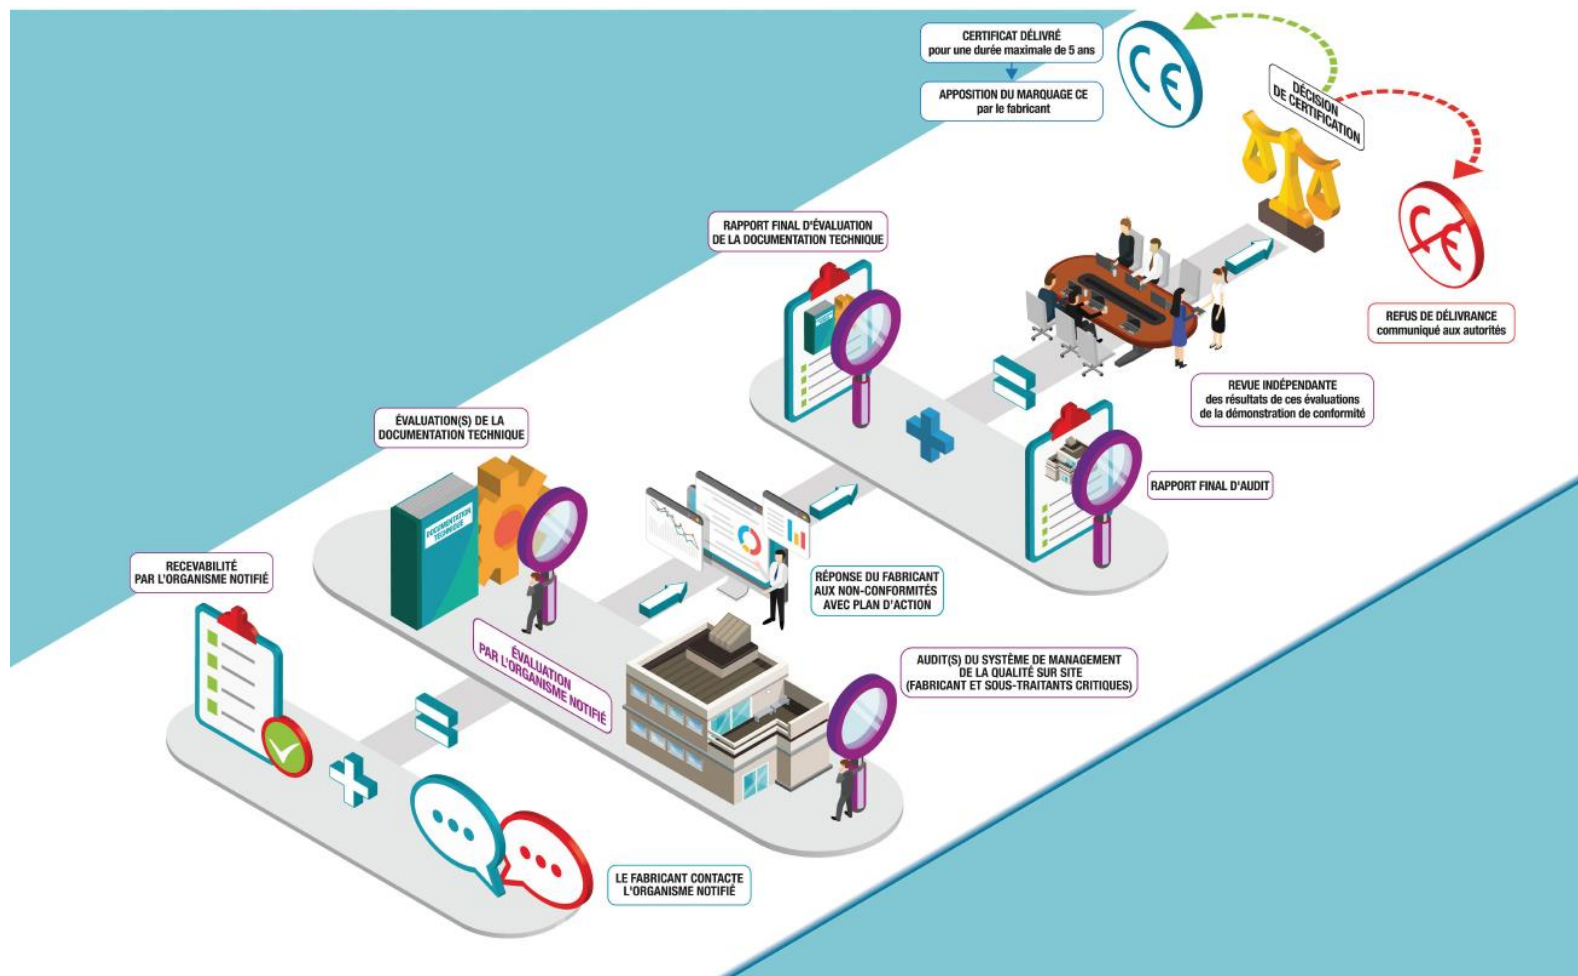 CERTIFICAT DÉLIVRÉ
pour une durée maximale de 5 ans
APPOSITION DU MARQUAGE CE
par le fabricant
CE
DÉCISION
DE CERTIFICATION
CE
REFUS DE DÉLIVRANCE
communiqué aux autorités
RAPPORT FINAL D'ÉVALUATION
DE LA DOCUMENTATION TECHNIQUE
REVUE INDÉPENDANTE
des résultats de ces évaluations
de la démonstration de conformité
RAPPORT FINAL D'AUDIT
ÉVALUATION(S) DE LA
DOCUMENTATION TECHNIQUE
DOCUMENTATION
TECHNIQUE
RECEVABILITÉ
PAR L'ORGANISME NOTIFIÉ
RÉPONSE DU FABRICANT
AUX NON-CONFORMITÉS
AVEC PLAN D'ACTION
ÉVALUATION
PAR L'ORGANISME NOTIFIÉ
AUDIT(S) DU SYSTÈME DE MANAGEMENT
DE LA QUALITÉ SUR SITE
(FABRICANT ET SOUS-TRAITANTS CRITIQUES)
LE FABRICANT CONTACTE
L'ORGANISME NOTIFIÉ